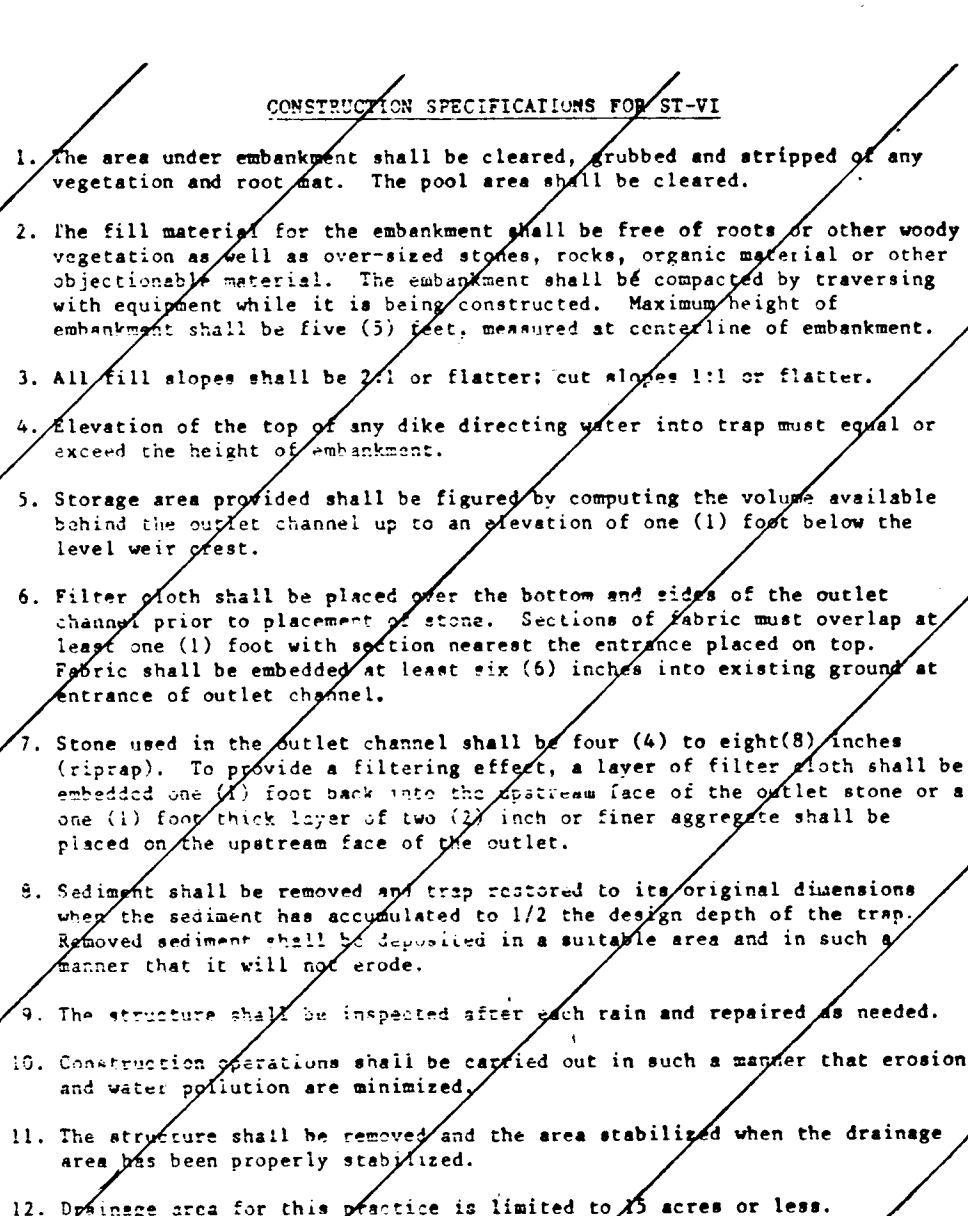 CONSTRUCTION SPECIFICATIONS FOR ST-VI
1. The area under embankment shall be cleared, grubbed and stripped of any
vegetation and root mat. The pool area shall be cleared.
2. The fill material for the embankment shall be free of roots or other woody
vegetation as well as over-sized stones, rocks, organic material or other
objectionable material. The embankment shall be compacted by traversing
with equipment while it is being constructed. Maximum height of
embankment shall be five (5) feet, measured at centerline of embankment.
3. All fill slopes shall be 2:1 or flatter; cut slopes 1:1 or flatter.
4. Elevation of the top of any dike directing water into trap must equal or
exceed the height of embankment.
5. Storage area provided shall be figured by computing the volume available
behind the outlet channel up to an elevation of one (1) foot below the
level weir crest.
6. Filter cloth shall be placed over the bottom and sides of the outlet
channel prior to placement of stone. Sections of fabric must overlap at
least one (1) foot with section nearest the entrance placed on top.
Fabric shall be embedded at least six (6) inches into existing ground at
entrance of outlet channel.
7. Stone used in the outlet channel shall be four (4) to eight(8) inches
(riprap). To provide a filtering effect, a layer of filter cloth shall be
embedded one (1) foot back into the upstream face of the outlet stone or a
one (1) foot thick layer of two (2) inch or finer aggregate shall be
placed on the upstream face of the outlet.
8. Sediment shall be removed and trap restored to its original dimensions
when the sediment has accumulated to 1/2 the design depth of the trap.
Removed sediment shall be deposited in a suitable area and in such a
manner that it will not erode.
9. The structure shall be inspected after each rain and repaired as needed.
10. Construction operations shall be carried out in such a manner that erosion
and water pollution are minimized.
11. The structure shall be removed and the area stabilized when the drainage
area has been properly stabilized.
12. Drainage area for this practice is limited to 15 acres or less.